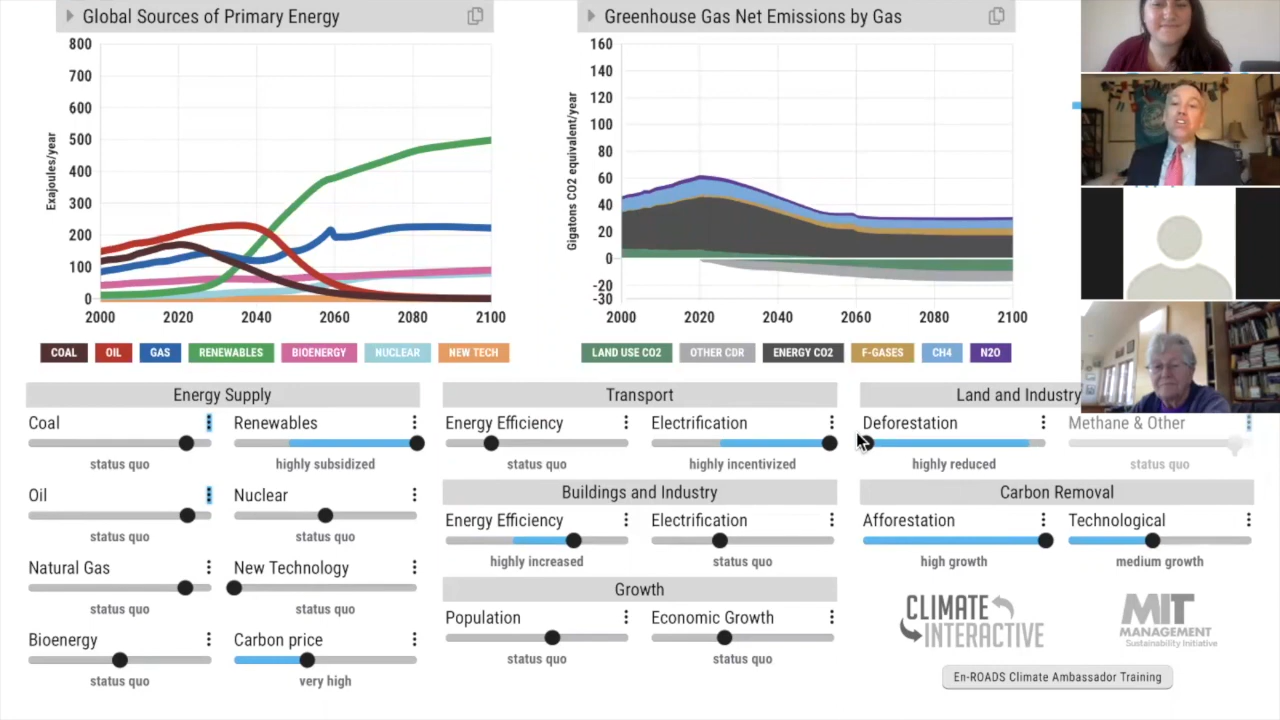 Global Sources of Primary Energy
800
700
600
500
400
300
200
100
0
Exajoules/year
2000 2020 2040 2060 2080 2100
COAL OIL GAS RENEWABLES BIOENERGY NUCLEAR NEW TECH
Greenhouse Gas Net Emissions by Gas
160
140
120
100
80
60
40
20
0
-20
-30
Gigatons CO2 equivalent/year
2000 2020 2040 2060 2080 2100
LAND USE CO2 OTHER CDR ENERGY CO2 F-GASES CH4 N2O
Energy Supply
Coal
status quo
Renewables
highly subsidized
Oil
status quo
Nuclear
status quo
Natural Gas
status quo
New Technology
status quo
Bioenergy
status quo
Carbon price
very high
Transport
Energy Efficiency
status quo
Electrification
highly incentivized
Buildings and Industry
Energy Efficiency
highly increased
Electrification
status quo
Growth
Population
status quo
Economic Growth
status quo
Land and Industry
Deforestation
highly reduced
Methane & Other
status quo
Carbon Removal
Afforestation
high growth
Technological
medium growth
CLIMATE
INTERACTIVE
MIT
MANAGEMENT
Sustainability Initiative
En-ROADS Climate Ambassador Training